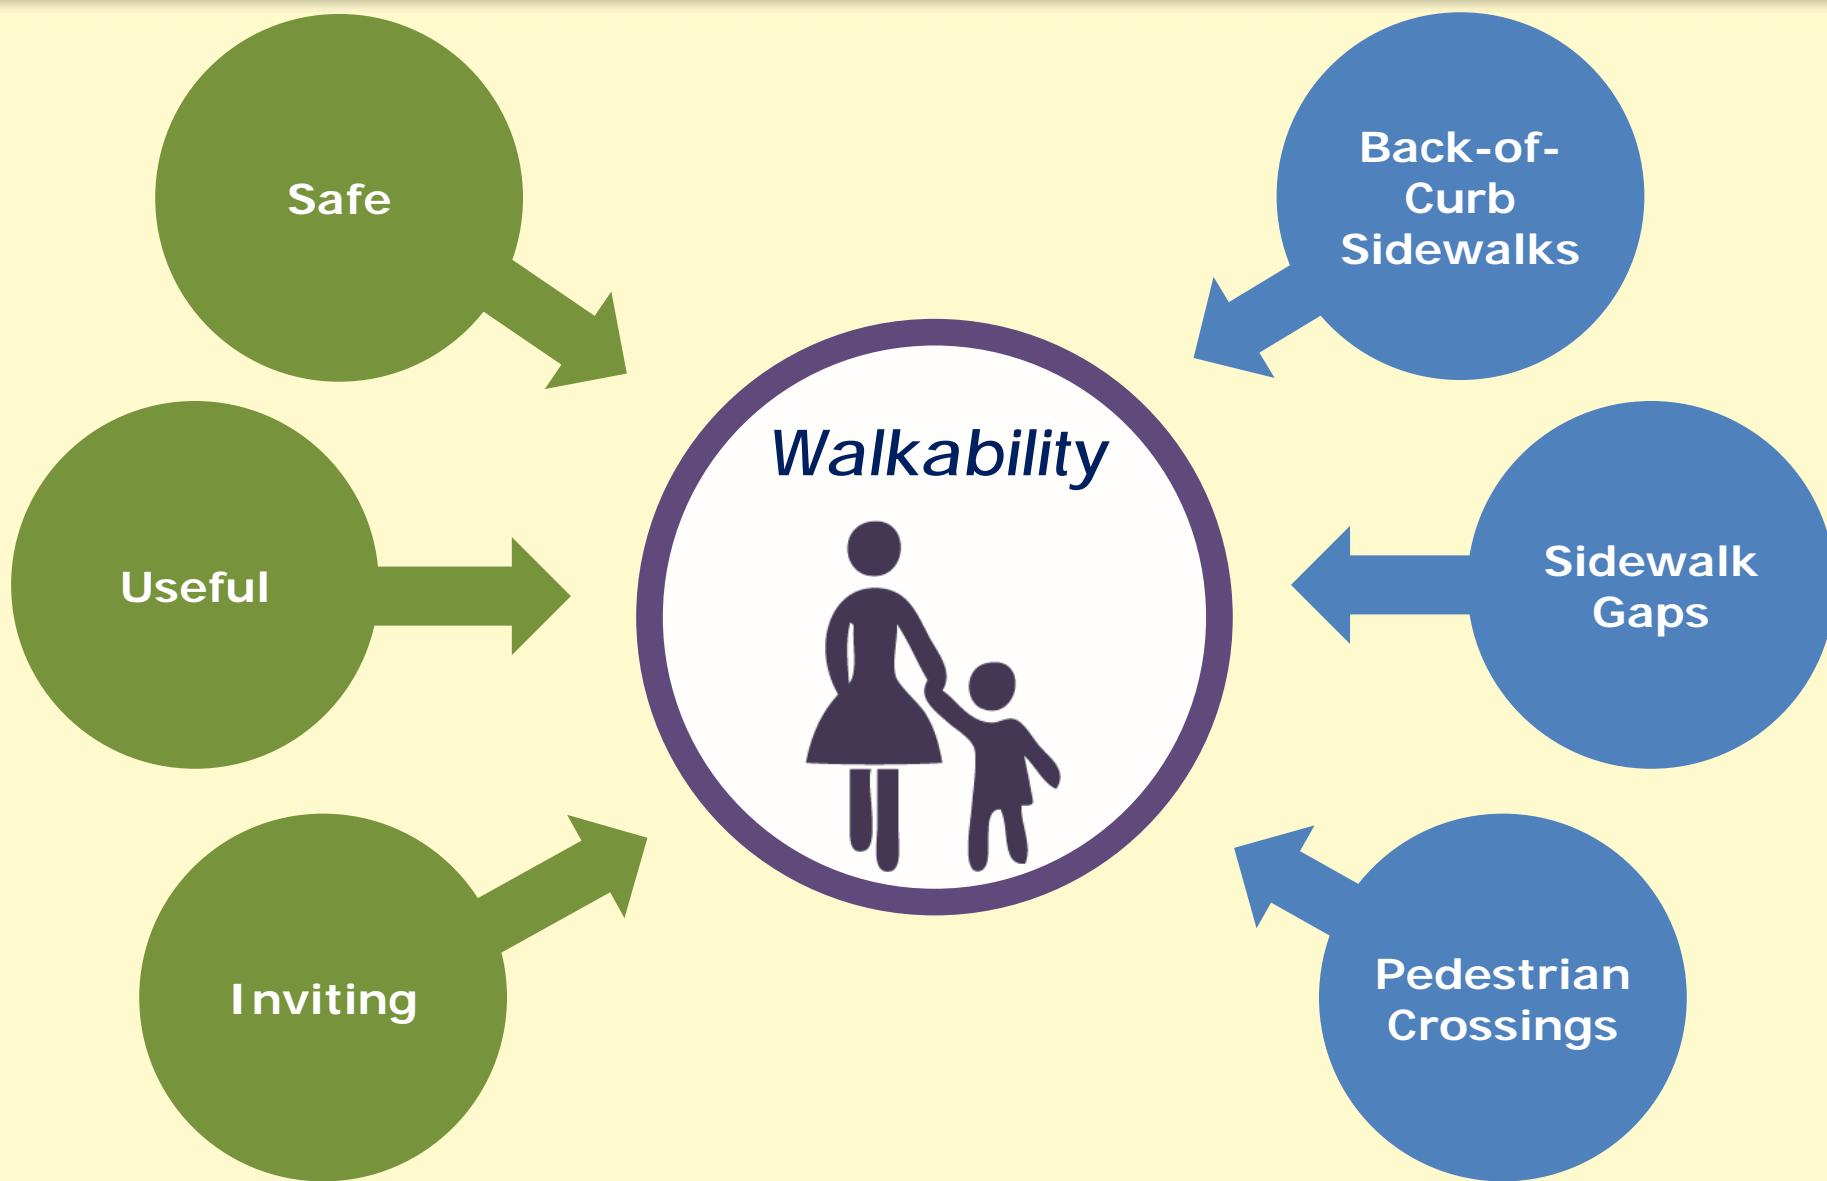 Safe
Useful
Inviting
Walkability
Back-of-
Curb
Sidewalks
Sidewalk
Gaps
Pedestrian
Crossings